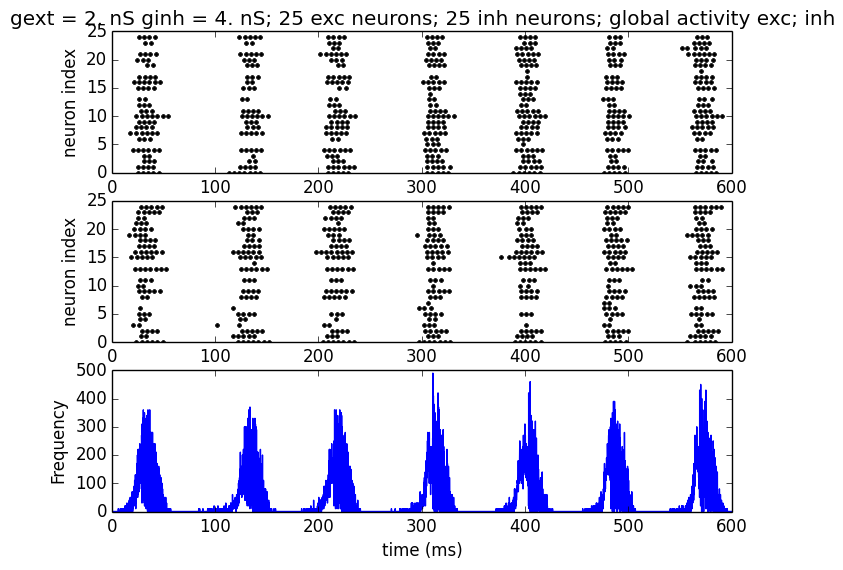 gext = 2. nS ginh = 4. nS; 25 exc neurons; 25 inh neurons; global activity exc; inh
25
20
15
10
5
0
neuron index
0 100 200 300 400 500 600
25
20
15
10
5
0
neuron index
0 100 200 300 400 500 600
500
400
300
200
100
0
Frequency
0 100 200 300 400 500 600
time (ms)